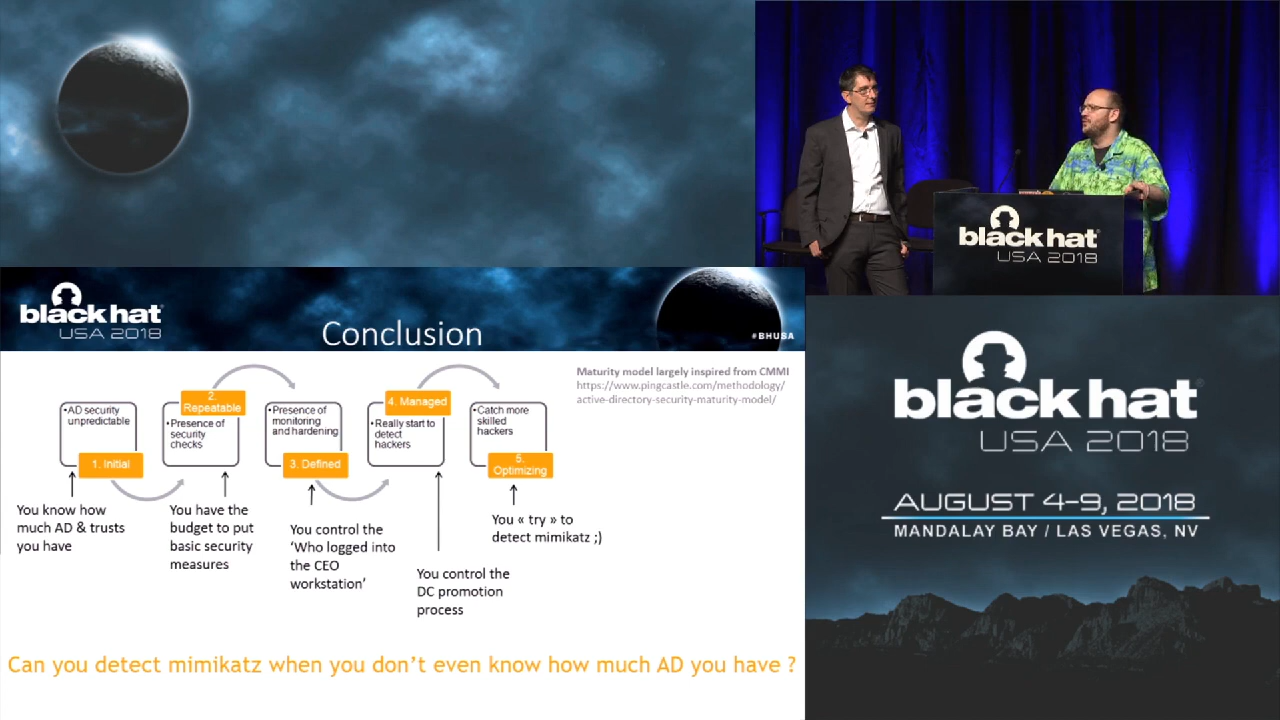 black hat
USA 2018
black hat
USA 2018
Conclusion
#BHUSA
Maturity model largely inspired from CMMI
https://www.pingcastle.com/methodology/
active-directory-security-maturity-model/
•AD security
unpredictable
1. Initial
2.
Repeatable
•Presence of
security
checks
•Presence of
monitoring
and hardening
3. Defined
4. Managed
•Really start to
detect
hackers
•Catch more
skilled
hackers
5.
Optimizing
You know how
much AD & trusts
you have
You have the
budget to put
basic security
measures
You control the
‘Who logged into
the CEO
workstation’
You control the
DC promotion
process
You « try » to
detect mimikatz ;)
Can you detect mimikatz when you don’t even know how much AD you have ?
black hat
USA 2018
AUGUST 4–9, 2018
MANDALAY BAY / LAS VEGAS, NV